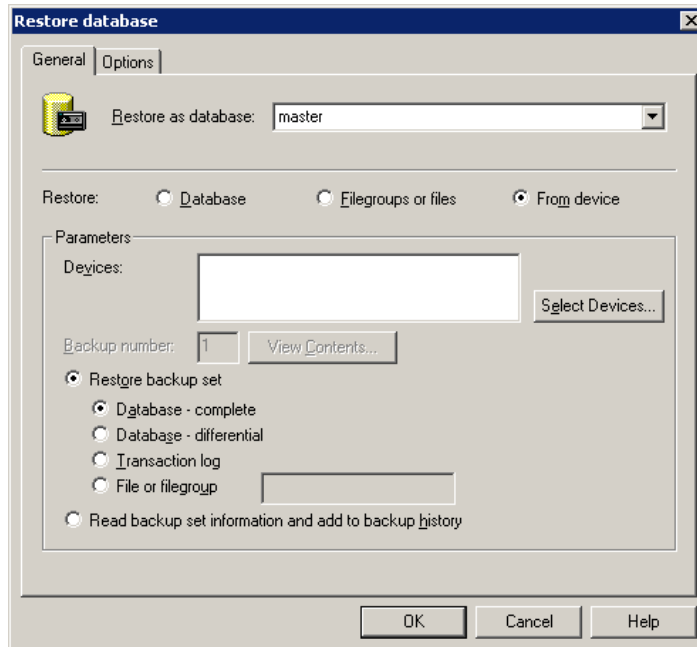 Restore database
General Options
Restore as database: master
Restore: Database Filegroups or files From device
Parameters
Devices:
Select Devices...
Backup number: 1 View Contents...
Restore backup set
Database - complete
Database - differential
Transaction log
File or filegroup
Read backup set information and add to backup history
OK Cancel Help